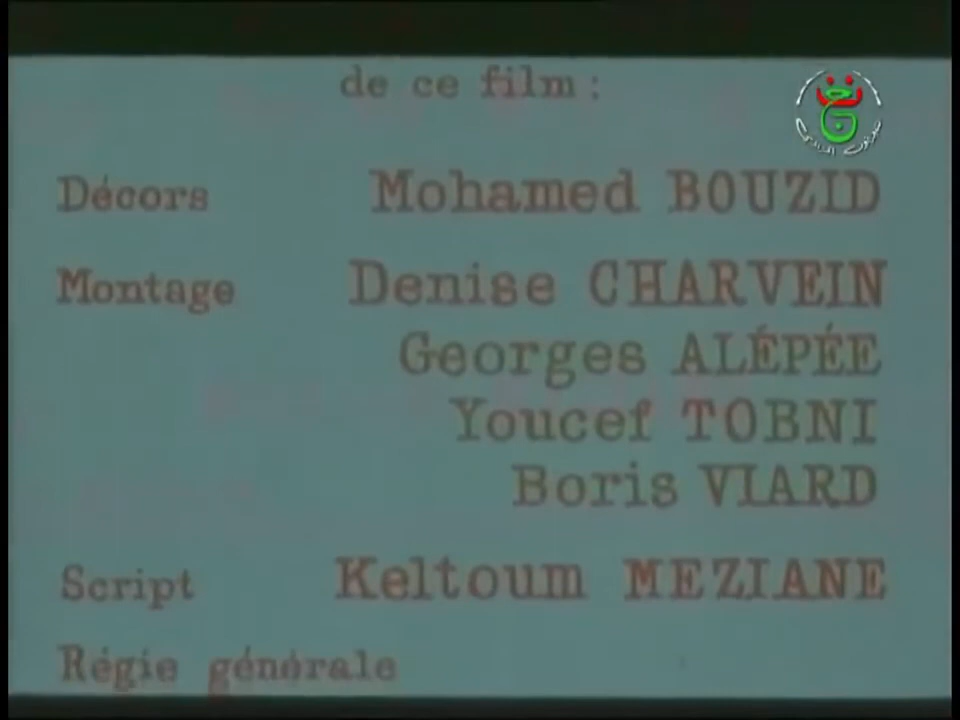 de ce film :
Décors Mohamed BOUZID
Montage Denise CHARVEIN
Georges ALÉPÉE
Youcef TOBNI
Boris VIARD
Script Keltoum MEZIANE
Régie générale